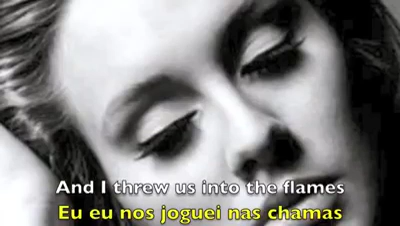 And I threw us into the flames
Eu eu nos joguei nas chamas